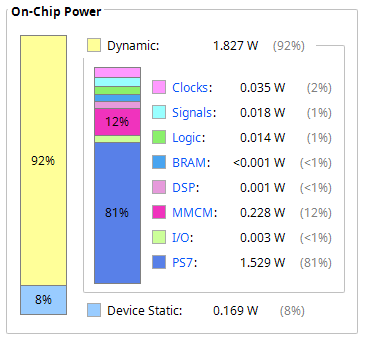 On-Chip Power
Dynamic: 1.827 W (92%)
92%
8%
12%
81%
Clocks: 0.035 W (2%)
Signals: 0.018 W (1%)
Logic: 0.014 W (1%)
BRAM: <0.001 W (<1%)
DSP: 0.001 W (<1%)
MMCM: 0.228 W (12%)
I/O: 0.003 W (<1%)
PS7: 1.529 W (81%)
Device Static: 0.169 W (8%)